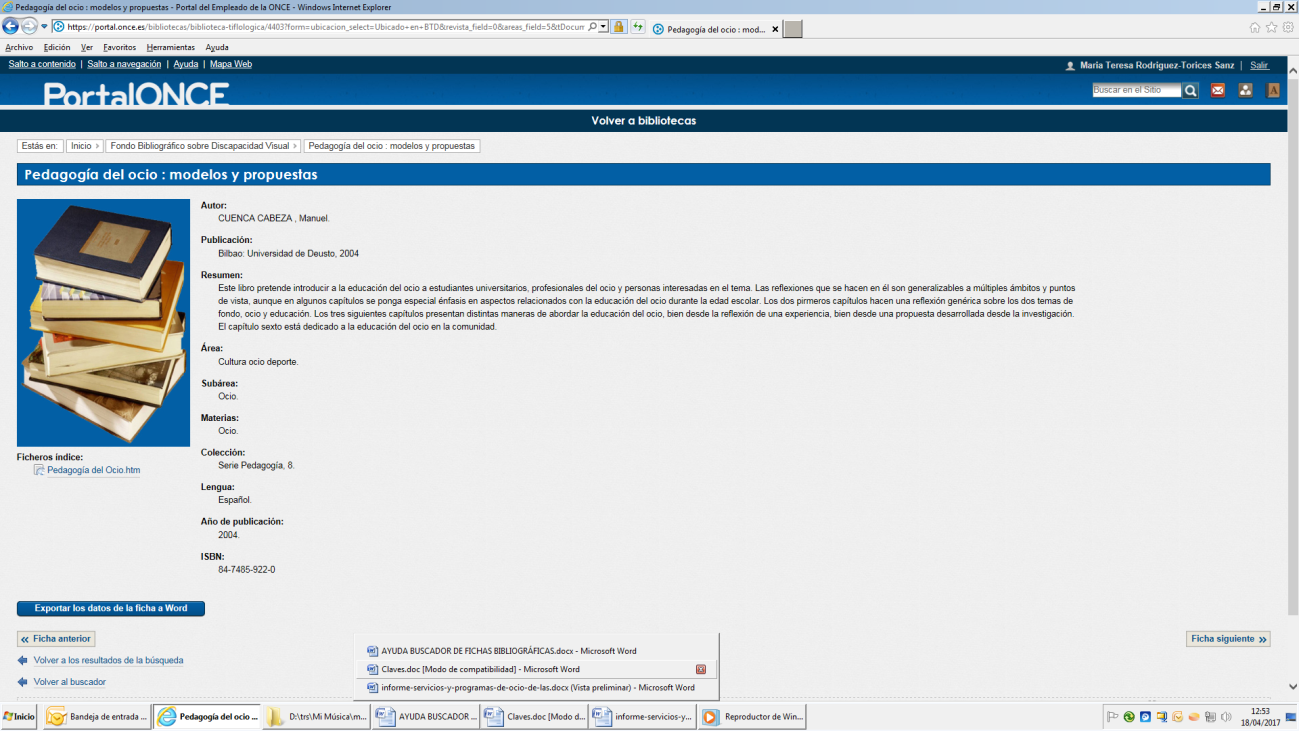 Pedagogía del ocio : modelos y propuestas - Portal del Empleado de la ONCE - Windows Internet Explorer
https://portal.once.es/bibliotecas/biblioteca-tiflologica/4403?form=ubicacion_select=Ubicado+en+BTD&revista_field=0&areas_field=5&tDocum
Pedagogía del ocio : mod...
Archivo Edición Ver Favoritos Herramientas Ayuda
Salto a contenido | Salto a navegación | Ayuda | Mapa Web
Maria Teresa Rodriguez-Torices Sanz | Salir
PortalONCE
Buscar en el Sitio
Volver a bibliotecas
Estás en: Inicio > Fondo Bibliográfico sobre Discapacidad Visual > Pedagogía del ocio : modelos y propuestas
Pedagogía del ocio : modelos y propuestas
Autor:
CUENCA CABEZA , Manuel.
Publicación:
Bilbao: Universidad de Deusto, 2004
Resumen:
Este libro pretende introducir a la educación del ocio a estudiantes universitarios, profesionales del ocio y personas interesadas en el tema. Las reflexiones que se hacen en él son generalizables a múltiples ámbitos y puntos
de vista, aunque en algunos capítulos se ponga especial énfasis en aspectos relacionados con la educación del ocio durante la edad escolar. Los dos pirmeros capítulos hacen una reflexión genérica sobre los dos temas de
fondo, ocio y educación. Los tres siguientes capítulos presentan distintas maneras de abordar la educación del ocio, bien desde la reflexión de una experiencia, bien desde una propuesta desarrollada desde la investigación.
El capítulo sexto está dedicado a la educación del ocio en la comunidad.
Área:
Cultura ocio deporte.
Subárea:
Ocio.
Materias:
Ocio.
Colección:
Serie Pedagogía, 8.
Lengua:
Español.
Año de publicación:
2004.
ISBN:
84-7485-922-0
Ficheros índice:
Pedagogía del Ocio.htm
Exportar los datos de la ficha a Word
« Ficha anterior
Ficha siguiente »
Volver a los resultados de la búsqueda
Volver al buscador
AYUDA BUSCADOR DE FICHAS BIBLIOGRÁFICAS.docx - Microsoft Word
Claves.doc [Modo de compatibilidad] - Microsoft Word
informe-servicios-y-programas-de-ocio-de-las.docx (Vista preliminar) - Microsoft Word
Inicio
Bandeja de entrada ...
Pedagogía del ocio ...
D:\trs\Mi Música\m...
AYUDA BUSCADOR ...
Claves.doc [Modo d...
informe-servicios-y...
Reproductor de Win...
12:53
18/04/2017